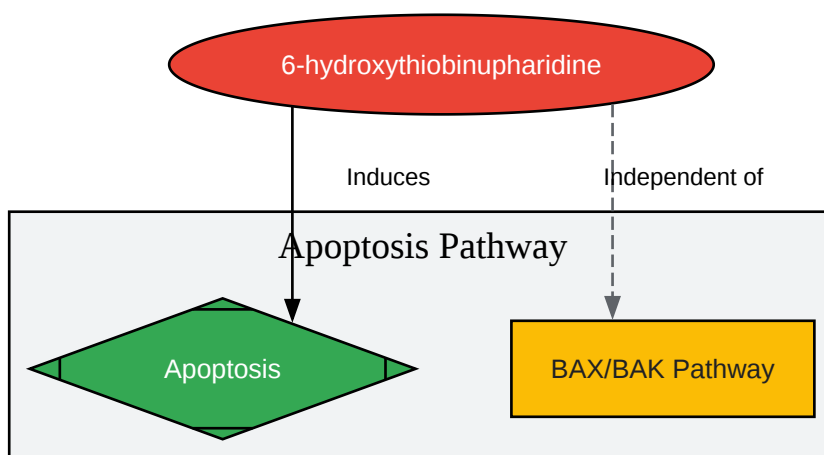 6-hydroxythiobinupharidine
Induces
Independent of
Apoptosis Pathway
Apoptosis
BAX/BAK Pathway